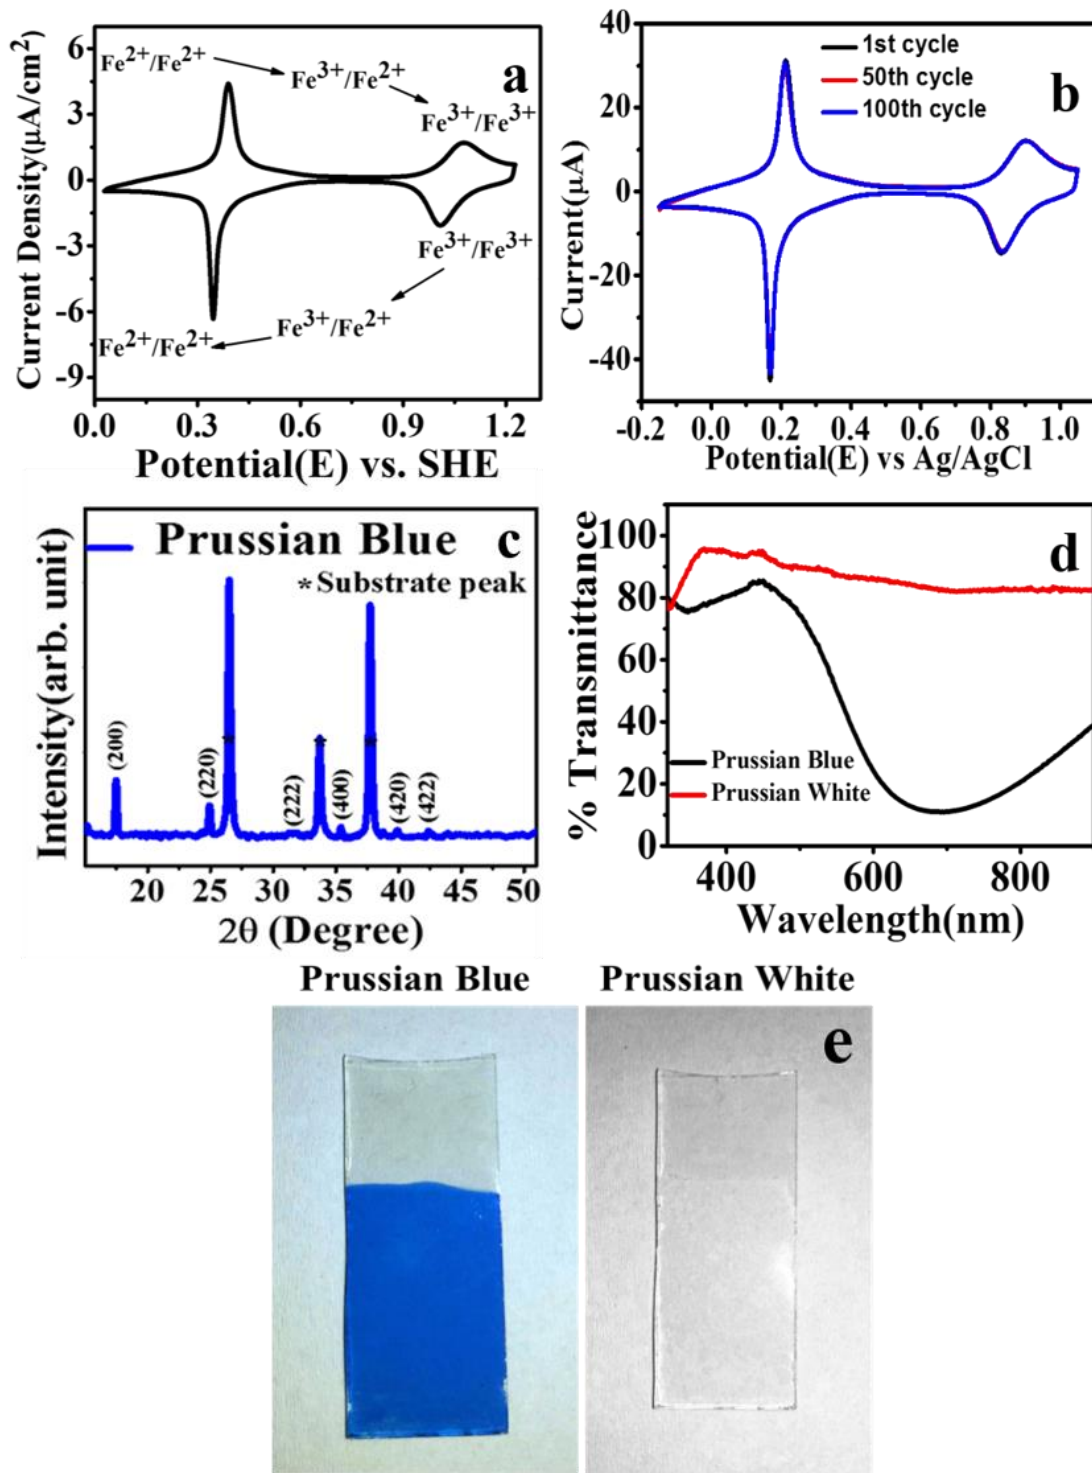 a
Current Density(µA/cm²)
6
3
0
-3
-6
-9
Fe²⁺/Fe²⁺
Fe³⁺/Fe²⁺
Fe³⁺/Fe³⁺
Fe³⁺/Fe³⁺
Fe³⁺/Fe²⁺
Fe²⁺/Fe²⁺
0.0 0.3 0.6 0.9 1.2
Potential(E) vs. SHE
b
Current(µA)
40
20
0
-20
-40
1st cycle
50th cycle
100th cycle
-0.2 0.0 0.2 0.4 0.6 0.8 1.0
Potential(E) vs Ag/AgCl
c
Intensity(arb. unit)
Prussian Blue
*Substrate peak
(200)
(220)
*
(222)
*
(400)
*
(420)
(422)
20 25 30 35 40 45 50
2θ (Degree)
d
% Transmittance
100
80
60
40
20
0
Prussian Blue
Prussian White
400 600 800
Wavelength(nm)
Prussian Blue
Prussian White
e